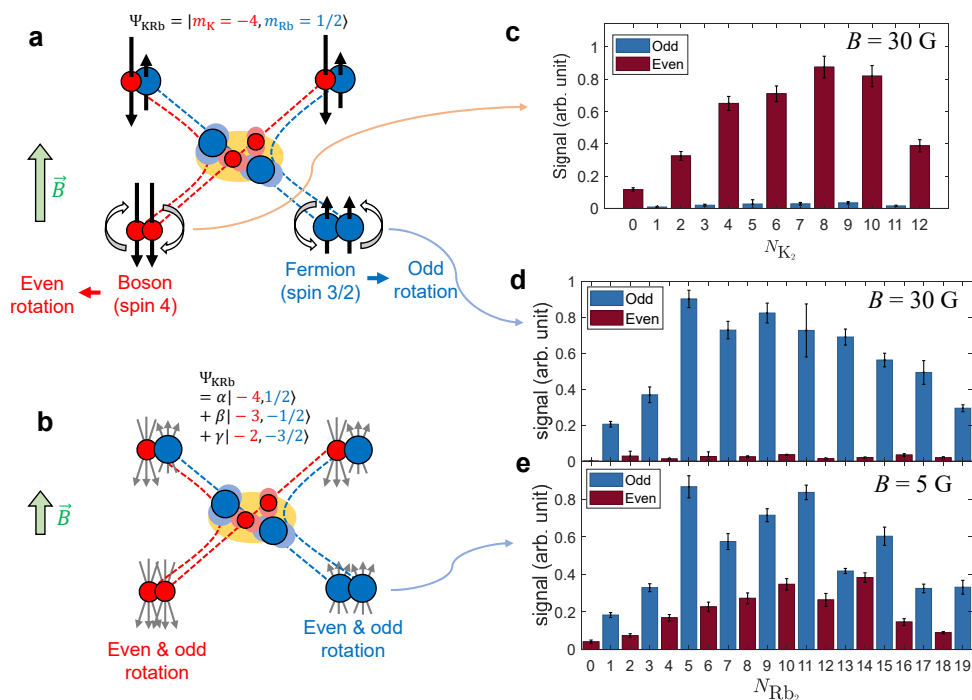 a
Ψ_KRb = |m_K = −4, m_Rb = 1/2⟩
B⃗
Even
rotation
Boson
(spin 4)
Fermion
(spin 3/2)
Odd
rotation
b
Ψ_KRb
= α| − 4,1/2⟩
+ β| − 3, −1/2⟩
+ γ| − 2, −3/2⟩
B⃗
Even & odd
rotation
Even & odd
rotation
c
B = 30 G
Odd
Even
Signal (arb. unit)
1
0.8
0.6
0.4
0.2
0
0 1 2 3 4 5 6 7 8 9 10 11 12
N_K₂
d
B = 30 G
Odd
Even
signal (arb. unit)
1
0.8
0.6
0.4
0.2
0
e
B = 5 G
Odd
Even
signal (arb. unit)
0.8
0.6
0.4
0.2
0
0 1 2 3 4 5 6 7 8 9 10 11 12 13 14 15 16 17 18 19
N_Rb₂